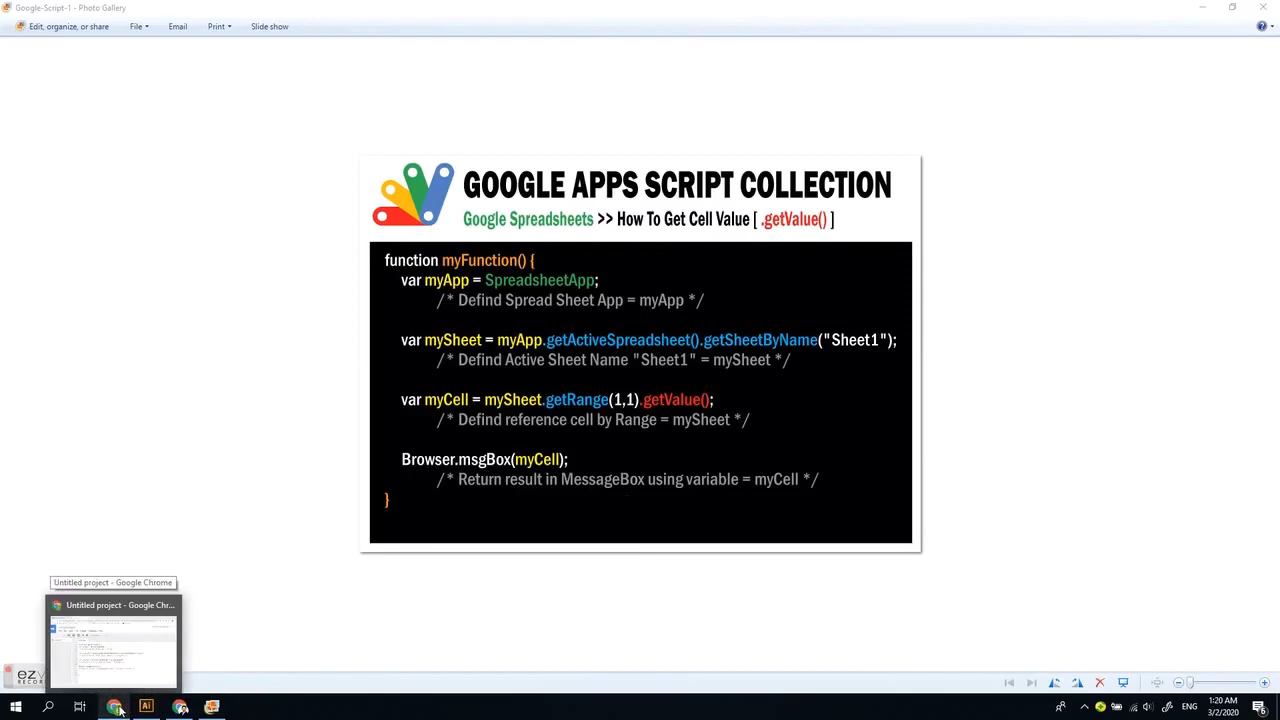 Google-Script-1 - Photo Gallery
Edit, organize, or share File Email Print Slide show
GOOGLE APPS SCRIPT COLLECTION
Google Spreadsheets >> How To Get Cell Value [ .getValue() ]
function myFunction() {
var myApp = SpreadsheetApp;
/* Defind Spread Sheet App = myApp */
var mySheet = myApp.getActiveSpreadsheet().getSheetByName("Sheet1");
/* Defind Active Sheet Name "Sheet1" = mySheet */
var myCell = mySheet.getRange(1,1).getValue();
/* Defind reference cell by Range = mySheet */
Browser.msgBox(myCell);
/* Return result in MessageBox using variable = myCell */
}
Untitled project - Google Chrome
Untitled project - Google Chr...
ez
REC
Ai
ENG
1:20 AM
3/2/2020